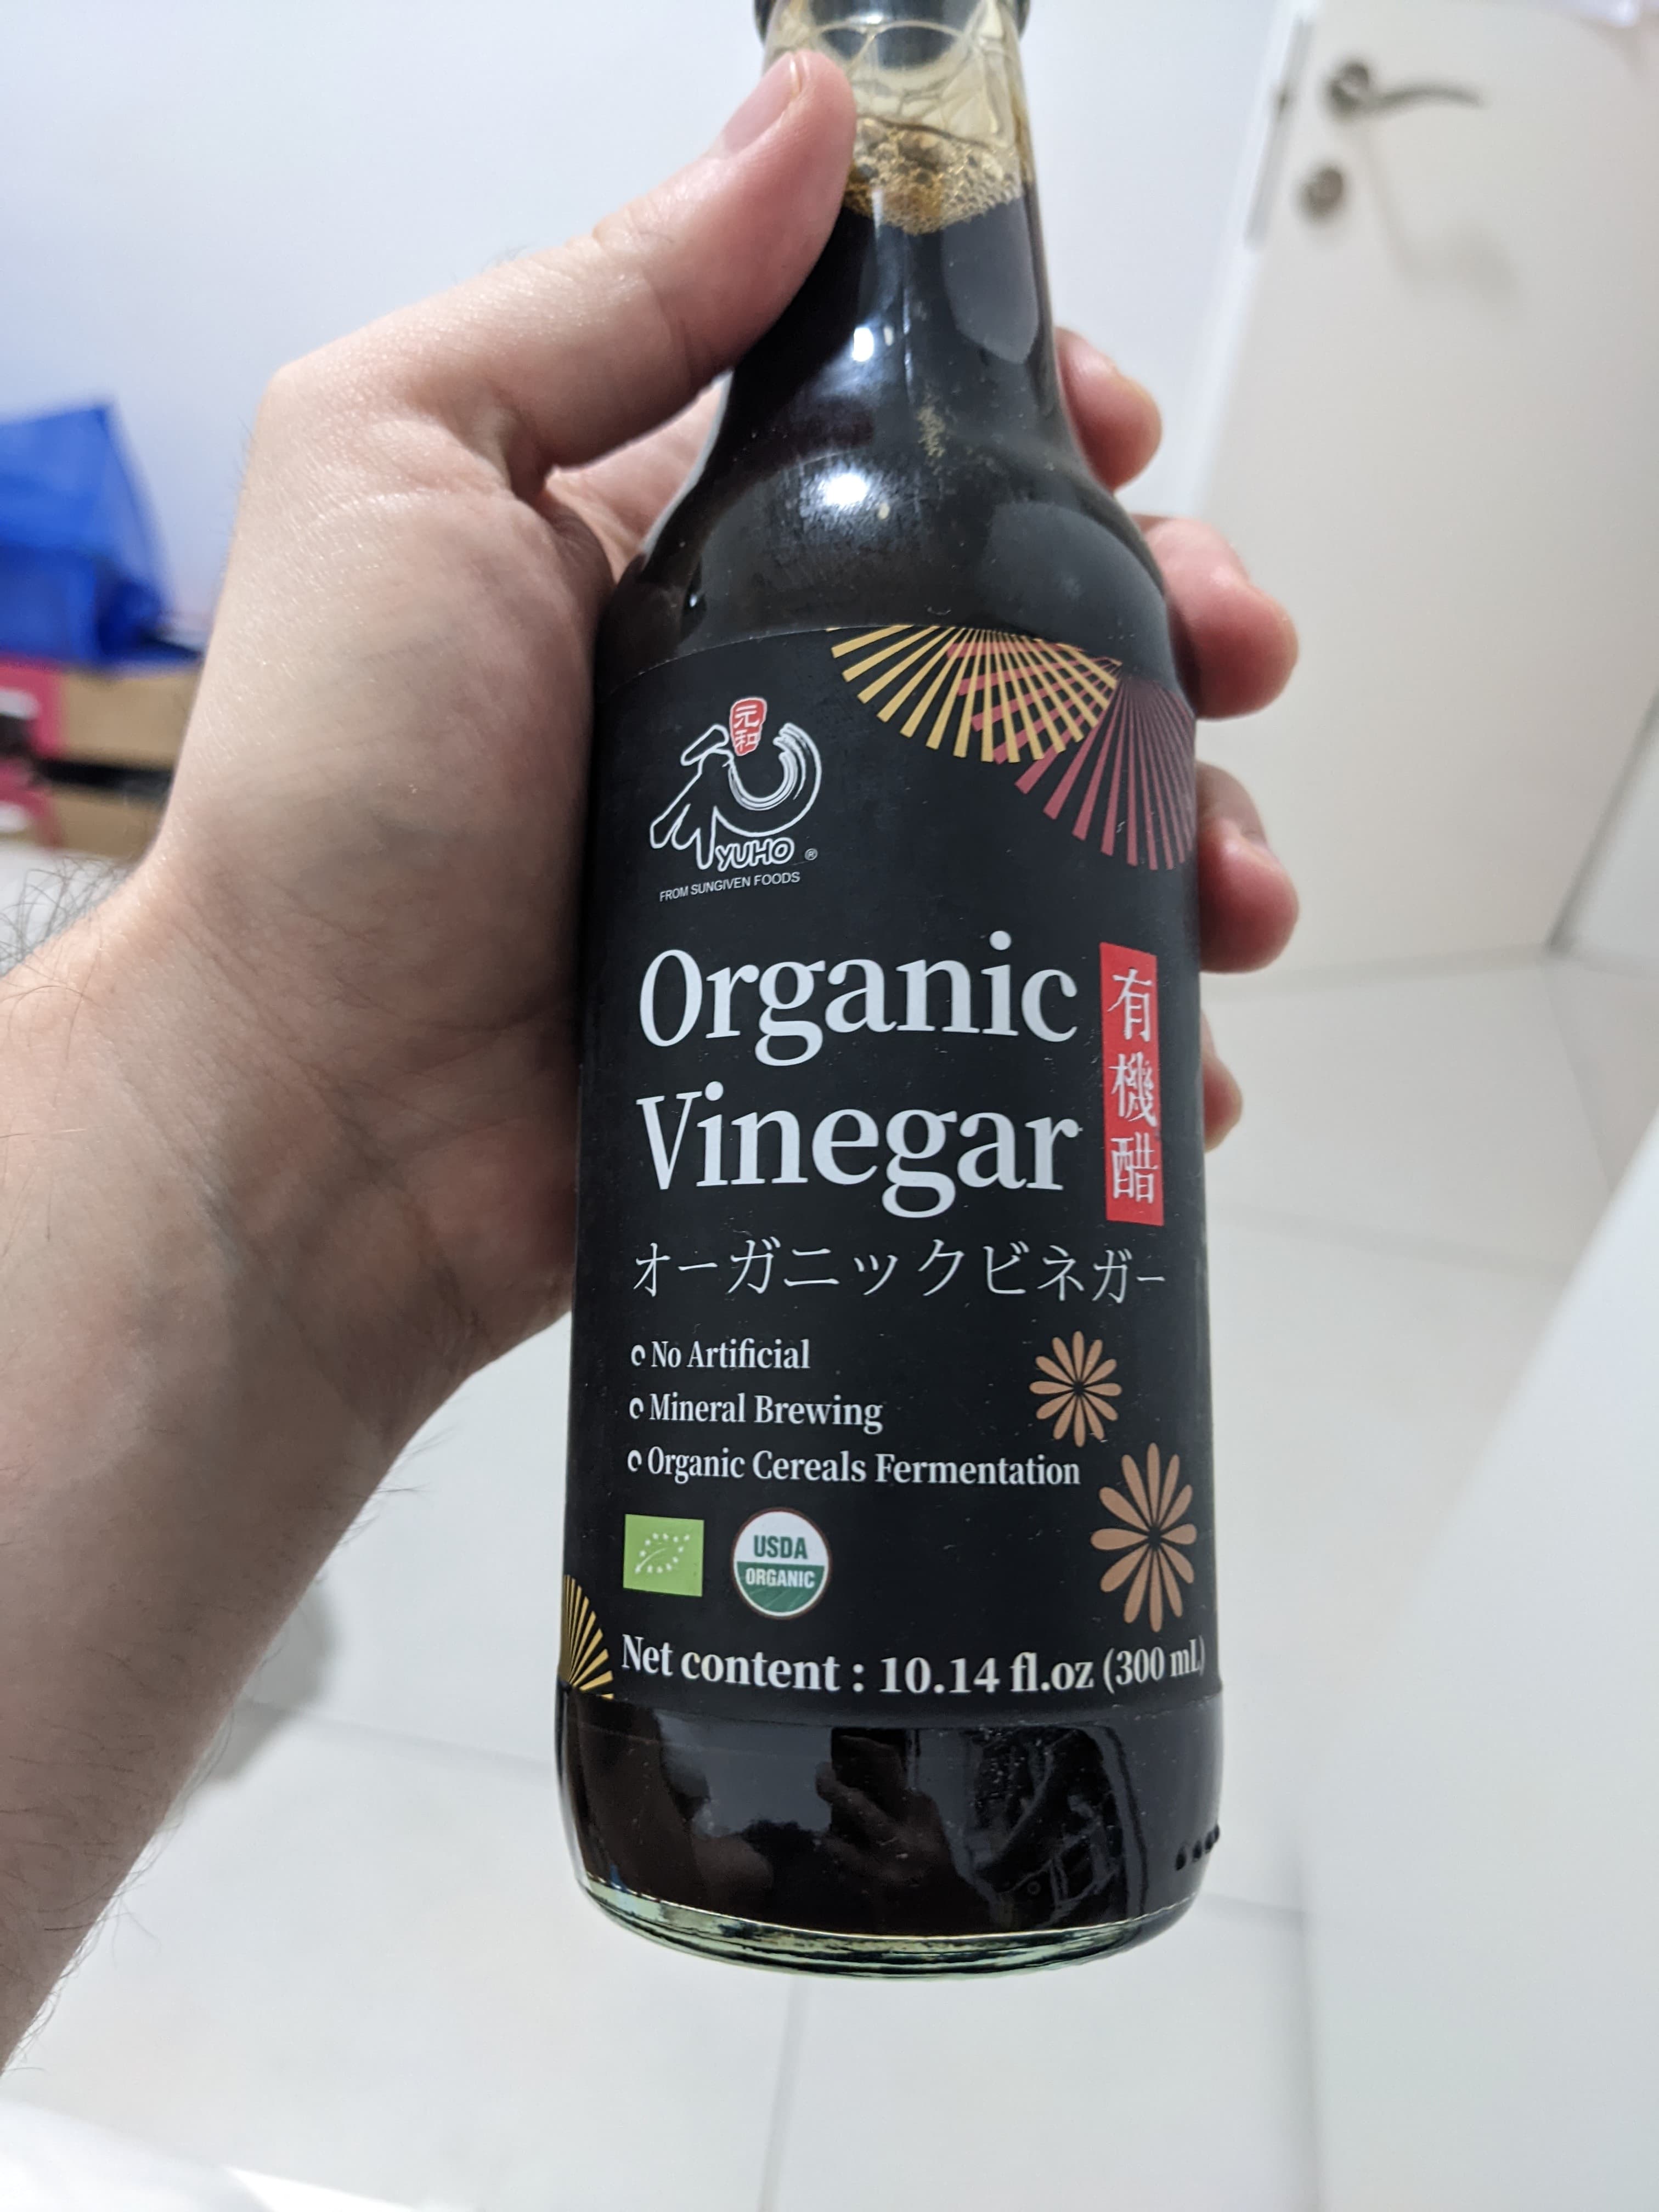 元和
YUHO ®
FROM SUNGIVEN FOODS
Organic
Vinegar
有機醋
オーガニックビネガー
No Artificial
Mineral Brewing
Organic Cereals Fermentation
USDA
ORGANIC
Net content : 10.14 fl.oz (300 mL)